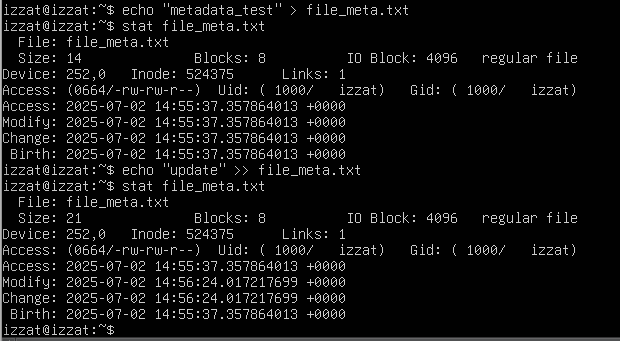 izzat@izzat:~$ echo "metadata_test" > file_meta.txt
izzat@izzat:~$ stat file_meta.txt
  File: file_meta.txt
  Size: 14              Blocks: 8          IO Block: 4096   regular file
Device: 252,0   Inode: 524375      Links: 1
Access: (0664/-rw-rw-r--)  Uid: ( 1000/   izzat)   Gid: ( 1000/   izzat)
Access: 2025-07-02 14:55:37.357864013 +0000
Modify: 2025-07-02 14:55:37.357864013 +0000
Change: 2025-07-02 14:55:37.357864013 +0000
 Birth: 2025-07-02 14:55:37.357864013 +0000
izzat@izzat:~$ echo "update" >> file_meta.txt
izzat@izzat:~$ stat file_meta.txt
  File: file_meta.txt
  Size: 21              Blocks: 8          IO Block: 4096   regular file
Device: 252,0   Inode: 524375      Links: 1
Access: (0664/-rw-rw-r--)  Uid: ( 1000/   izzat)   Gid: ( 1000/   izzat)
Access: 2025-07-02 14:55:37.357864013 +0000
Modify: 2025-07-02 14:56:24.017217699 +0000
Change: 2025-07-02 14:56:24.017217699 +0000
 Birth: 2025-07-02 14:55:37.357864013 +0000
izzat@izzat:~$